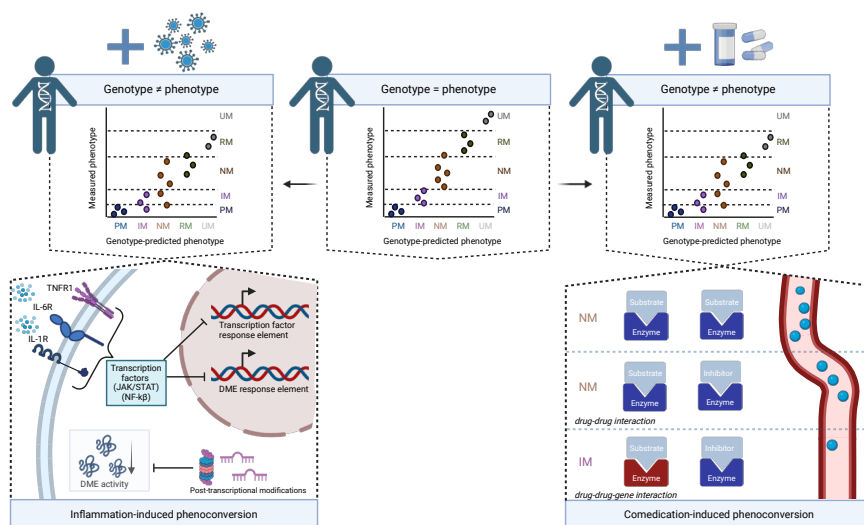 Genotype ≠ phenotype
Genotype = phenotype
Genotype ≠ phenotype
Measured phenotype
UM
RM
NM
IM
PM
PM IM NM RM UM
Genotype-predicted phenotype
Measured phenotype
UM
RM
NM
IM
PM
PM IM NM RM UM
Genotype-predicted phenotype
Measured phenotype
UM
RM
NM
IM
PM
PM IM NM RM UM
Genotype-predicted phenotype
TNFR1
IL-6R
IL-1R
Transcription
factors
(JAK/STAT)
(NF-kβ)
Transcription factor
response element
DME response element
DME activity
Post-transcriptional modifications
Inflammation-induced phenoconversion
NM
Substrate
Enzyme
Substrate
Enzyme
NM
Substrate
Enzyme
Inhibitor
Enzyme
drug-drug interaction
IM
Substrate
Enzyme
Inhibitor
Enzyme
drug-drug-gene interaction
Comedication-induced phenoconversion